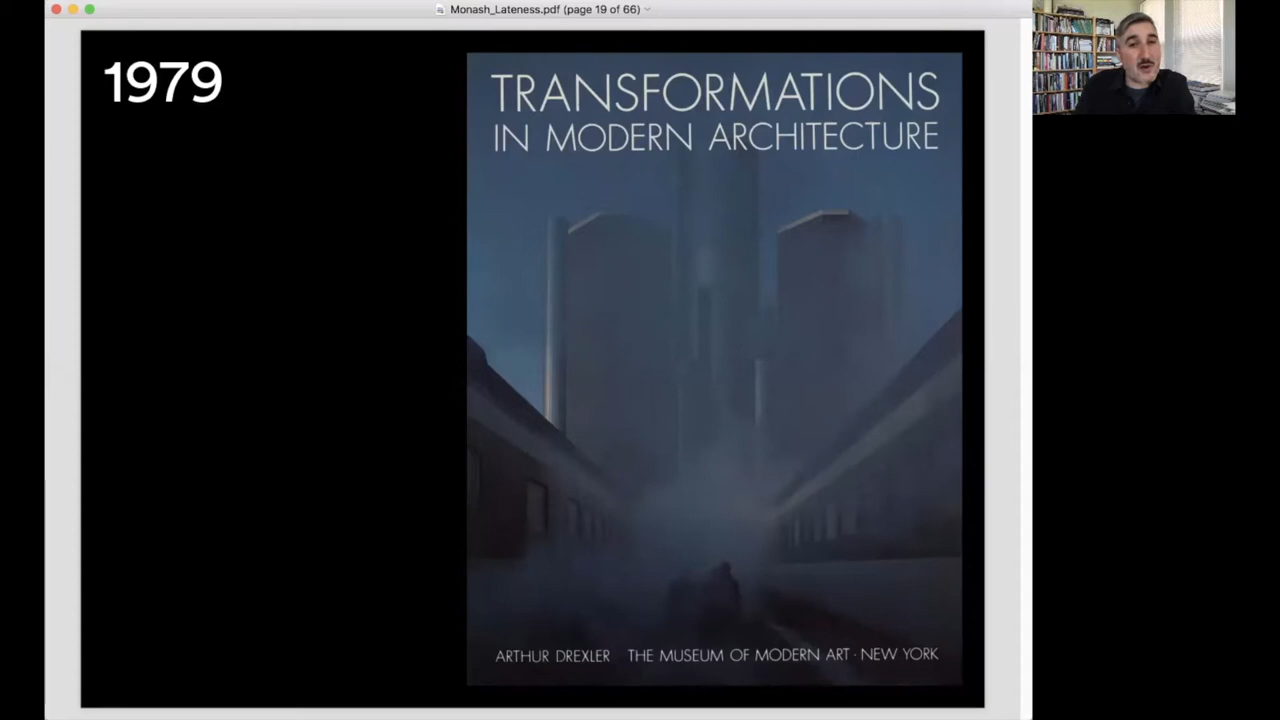 Monash_Lateness.pdf (page 19 of 66)
1979
TRANSFORMATIONS
IN MODERN ARCHITECTURE
ARTHUR DREXLER THE MUSEUM OF MODERN ART · NEW YORK